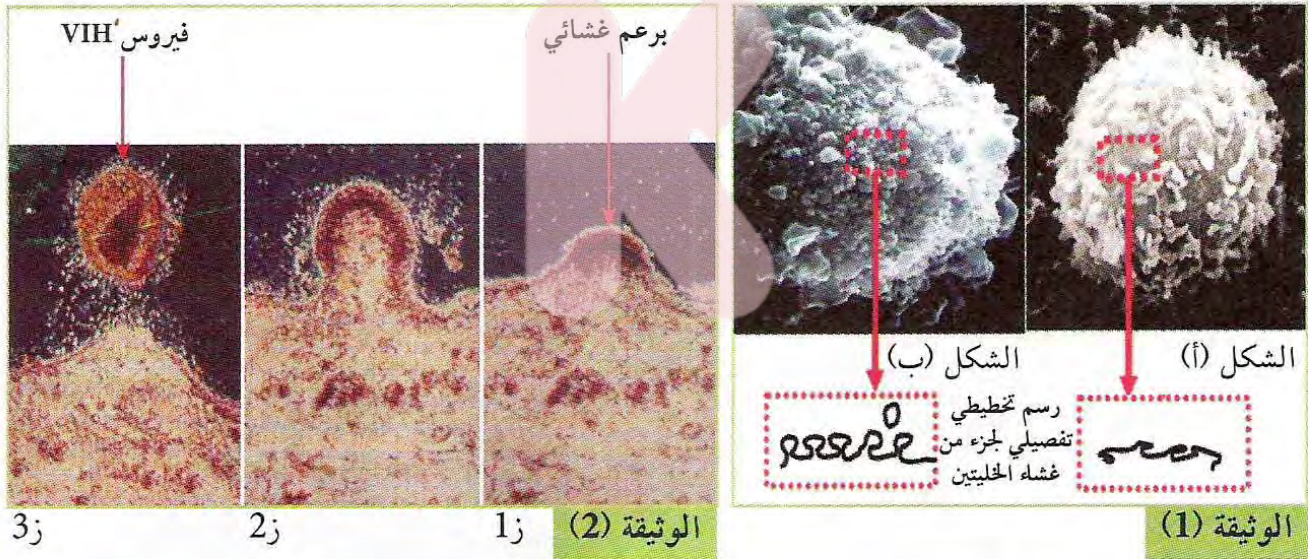 فيروس VIH
برعم غشائي
الشكل (أ)
الشكل (ب)
رسم تخطيطي
تفصيلي لجزء من
غشاء الخليتين
الوثيقة (1)
الوثيقة (2)
ز1
ز2
ز3